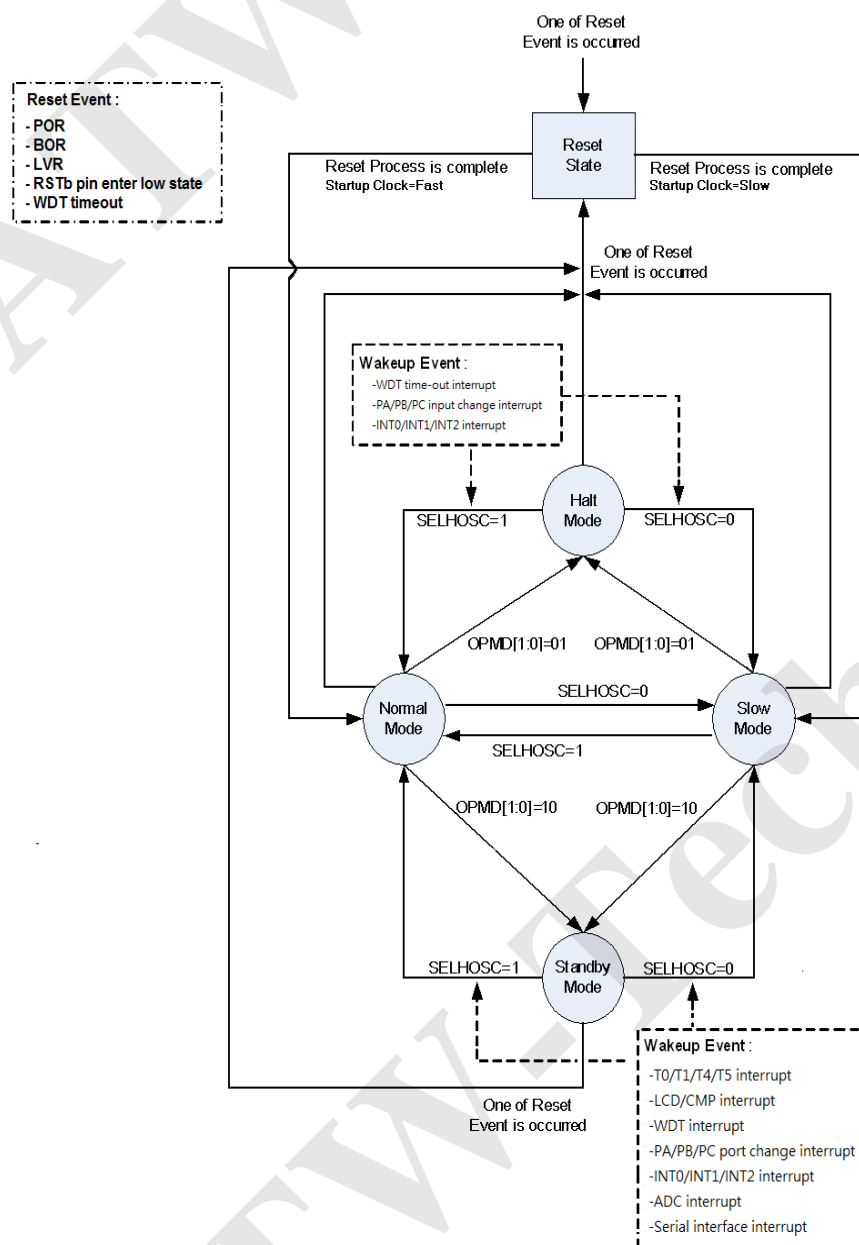 One of Reset
Event is occurred
Reset Event :
- POR
- BOR
- LVR
- RSTb pin enter low state
- WDT timeout
Reset
State
Reset Process is complete
Startup Clock=Fast
Reset Process is complete
Startup Clock=Slow
One of Reset
Event is occurred
Wakeup Event :
-WDT time-out interrupt
-PA/PB/PC input change interrupt
-INT0/INT1/INT2 interrupt
Halt
Mode
SELHOSC=1
SELHOSC=0
OPMD[1:0]=01
OPMD[1:0]=01
Normal
Mode
SELHOSC=0
SELHOSC=1
Slow
Mode
OPMD[1:0]=10
OPMD[1:0]=10
Standby
Mode
SELHOSC=1
SELHOSC=0
One of Reset
Event is occurred
Wakeup Event :
-T0/T1/T4/T5 interrupt
-LCD/CMP interrupt
-WDT interrupt
-PA/PB/PC port change interrupt
-INT0/INT1/INT2 interrupt
-ADC interrupt
-Serial interface interrupt
ATW-Tech